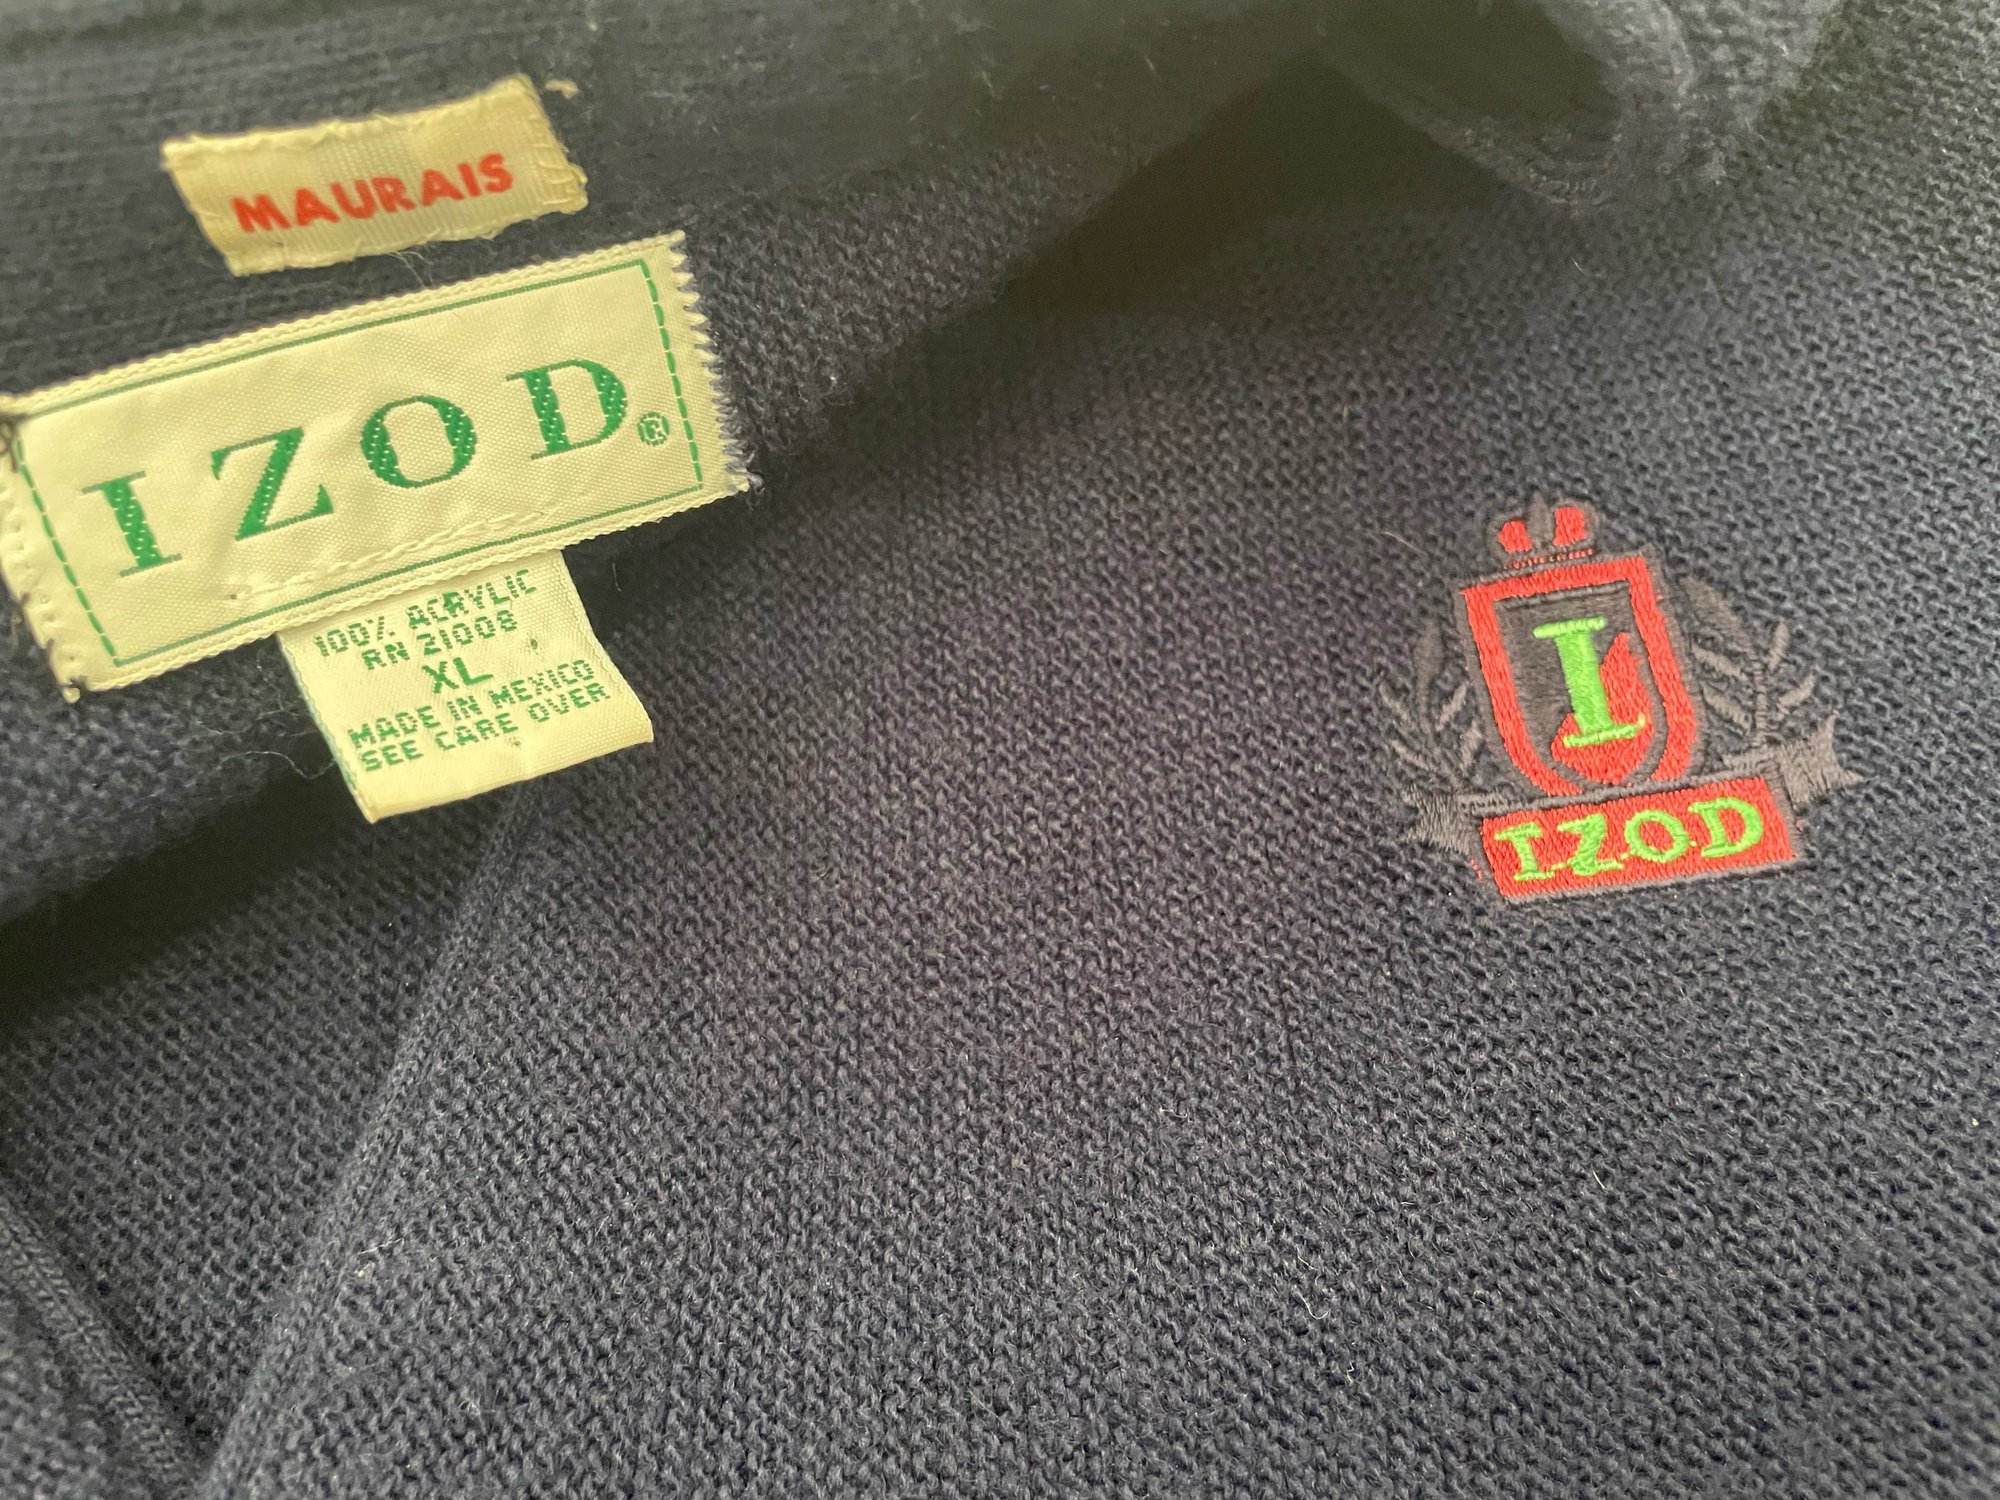 MAURAIS
IZOD®
100% ACRYLIC
RN 21008
XL
MADE IN MEXICO
SEE CARE OVER
I
IZOD